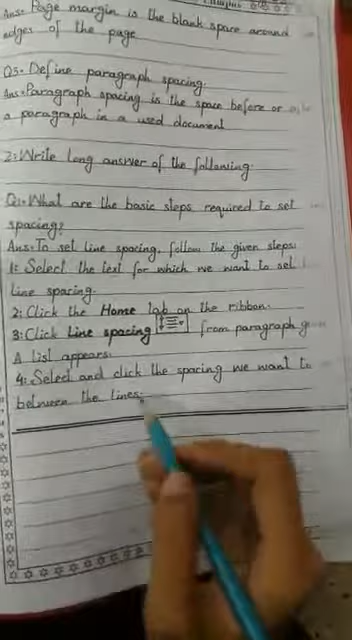 Ans:- Page margin is the blank space around
edges of the page
Q5:- Define paragraph spacing.
Ans:- Paragraph spacing is the space before or
a paragraph in a used document
2:- Write long answer of the following.
Q1:- What are the basic steps required to set
spacing?
Ans:- To set line spacing, follow the given steps:
1:- Select the text for which we want to set
line spacing.
2:- Click the Home tab on the ribbon.
3:- Click Line spacing from paragraph
A list appears.
4:- Select and click the spacing we want to
between the lines.